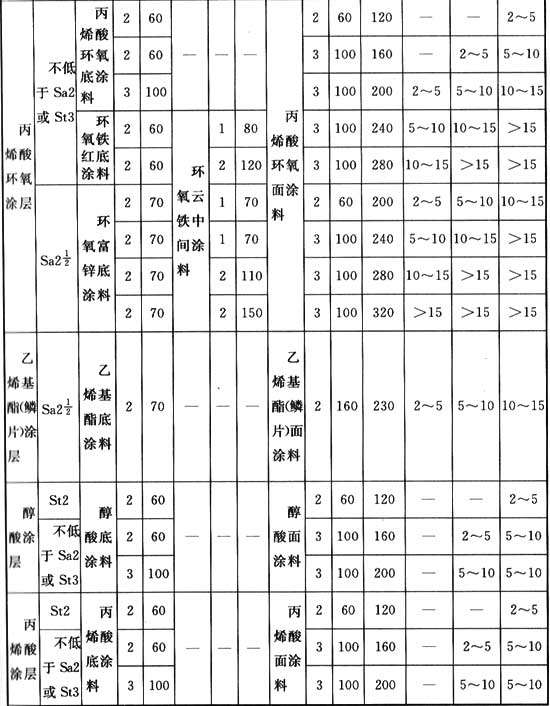 丙烯酸环氧涂层 不低于 Sa2 或 St3 丙烯酸环氧底涂料 2 60 — — — 丙烯酸环氧面涂料 2 60 120 — — 2～5
2 60 3 100 160 — 2～5 5～10
3 100 3 100 200 2～5 5～10 10～15
环氧铁红底涂料 2 60 环氧云铁中间涂料 1 80 3 100 240 5～10 10～15 ＞15
2 60 2 120 3 100 280 10～15 ＞15 ＞15
Sa2½ 环氧富锌底涂料 2 70 1 70 2 60 200 2～5 5～10 10～15
2 70 1 70 3 100 240 5～10 10～15 ＞15
2 70 2 110 3 100 280 10～15 ＞15 ＞15
2 70 2 150 3 100 320 ＞15 ＞15 ＞15
乙烯基酯(鳞片)涂层 Sa2½ 乙烯基酯底涂料 2 70 — — — 乙烯基酯(鳞片)面涂料 2 160 230 2～5 5～10 10～15
醇酸涂层 St2 醇酸底涂料 2 60 — — — 醇酸面涂料 2 60 120 — — 2～5
不低于 Sa2 或 St3 2 60 3 100 160 — 2～5 5～10
3 100 3 100 200 — 5～10 5～10
丙烯酸涂层 St2 丙烯酸底涂料 2 60 — — — 丙烯酸面涂料 2 60 120 — — 2～5
不低于 Sa2 或 St3 2 60 3 100 160 — 2～5 5～10
3 100 3 100 200 — 5～10 5～10